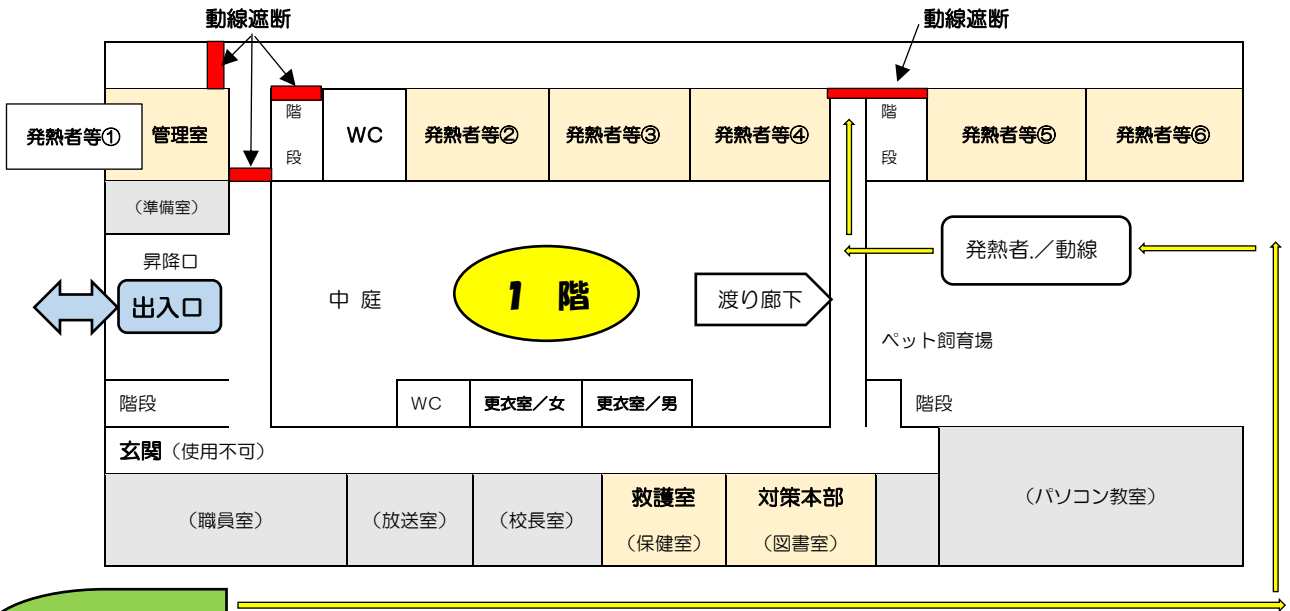 動線遮断
動線遮断
発熱者等①
管理室
階段
WC
発熱者等②
発熱者等③
発熱者等④
階段
発熱者等⑤
発熱者等⑥
（準備室）
昇降口
出入口
中 庭
1 階
渡り廊下
発熱者.／動線
ペット飼育場
階段
WC
更衣室／女
更衣室／男
階段
玄関（使用不可）
（職員室）
（放送室）
（校長室）
救護室
（保健室）
対策本部
（図書室）
（パソコン教室）